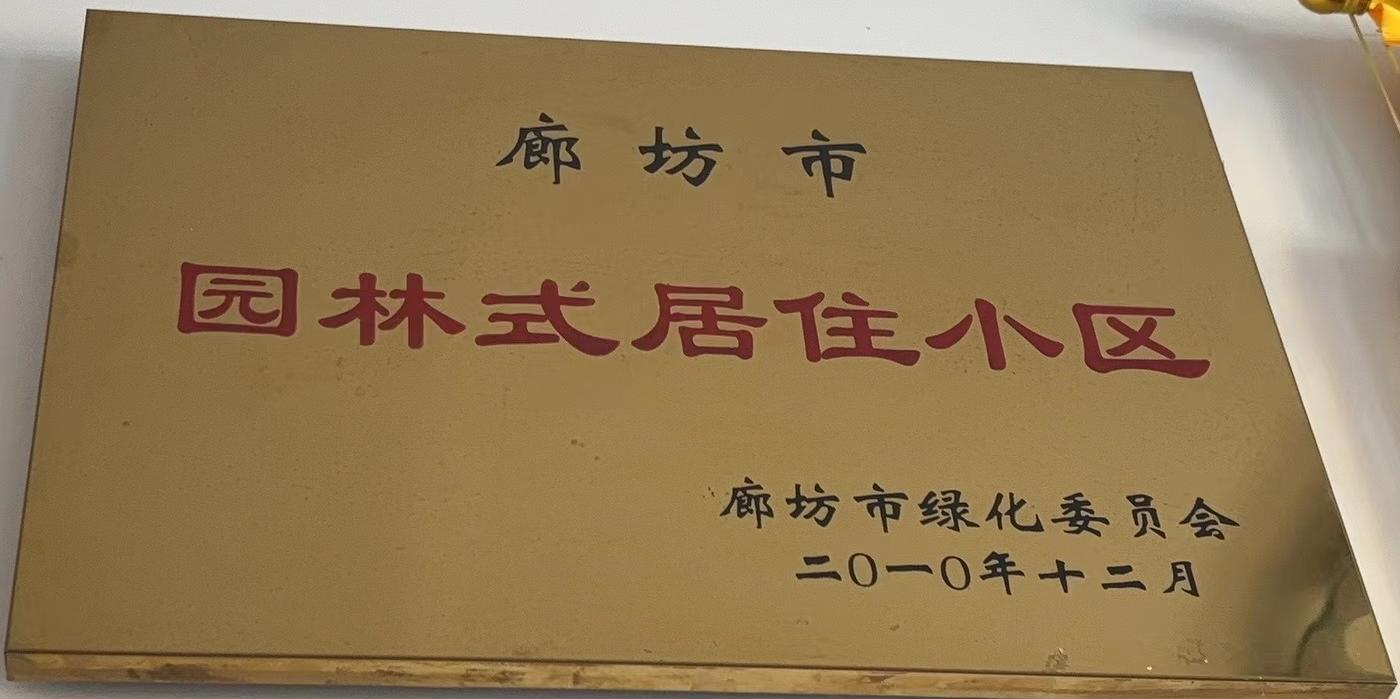 廊坊市
园林式居住小区
廊坊市绿化委员会
二〇一〇年十二月